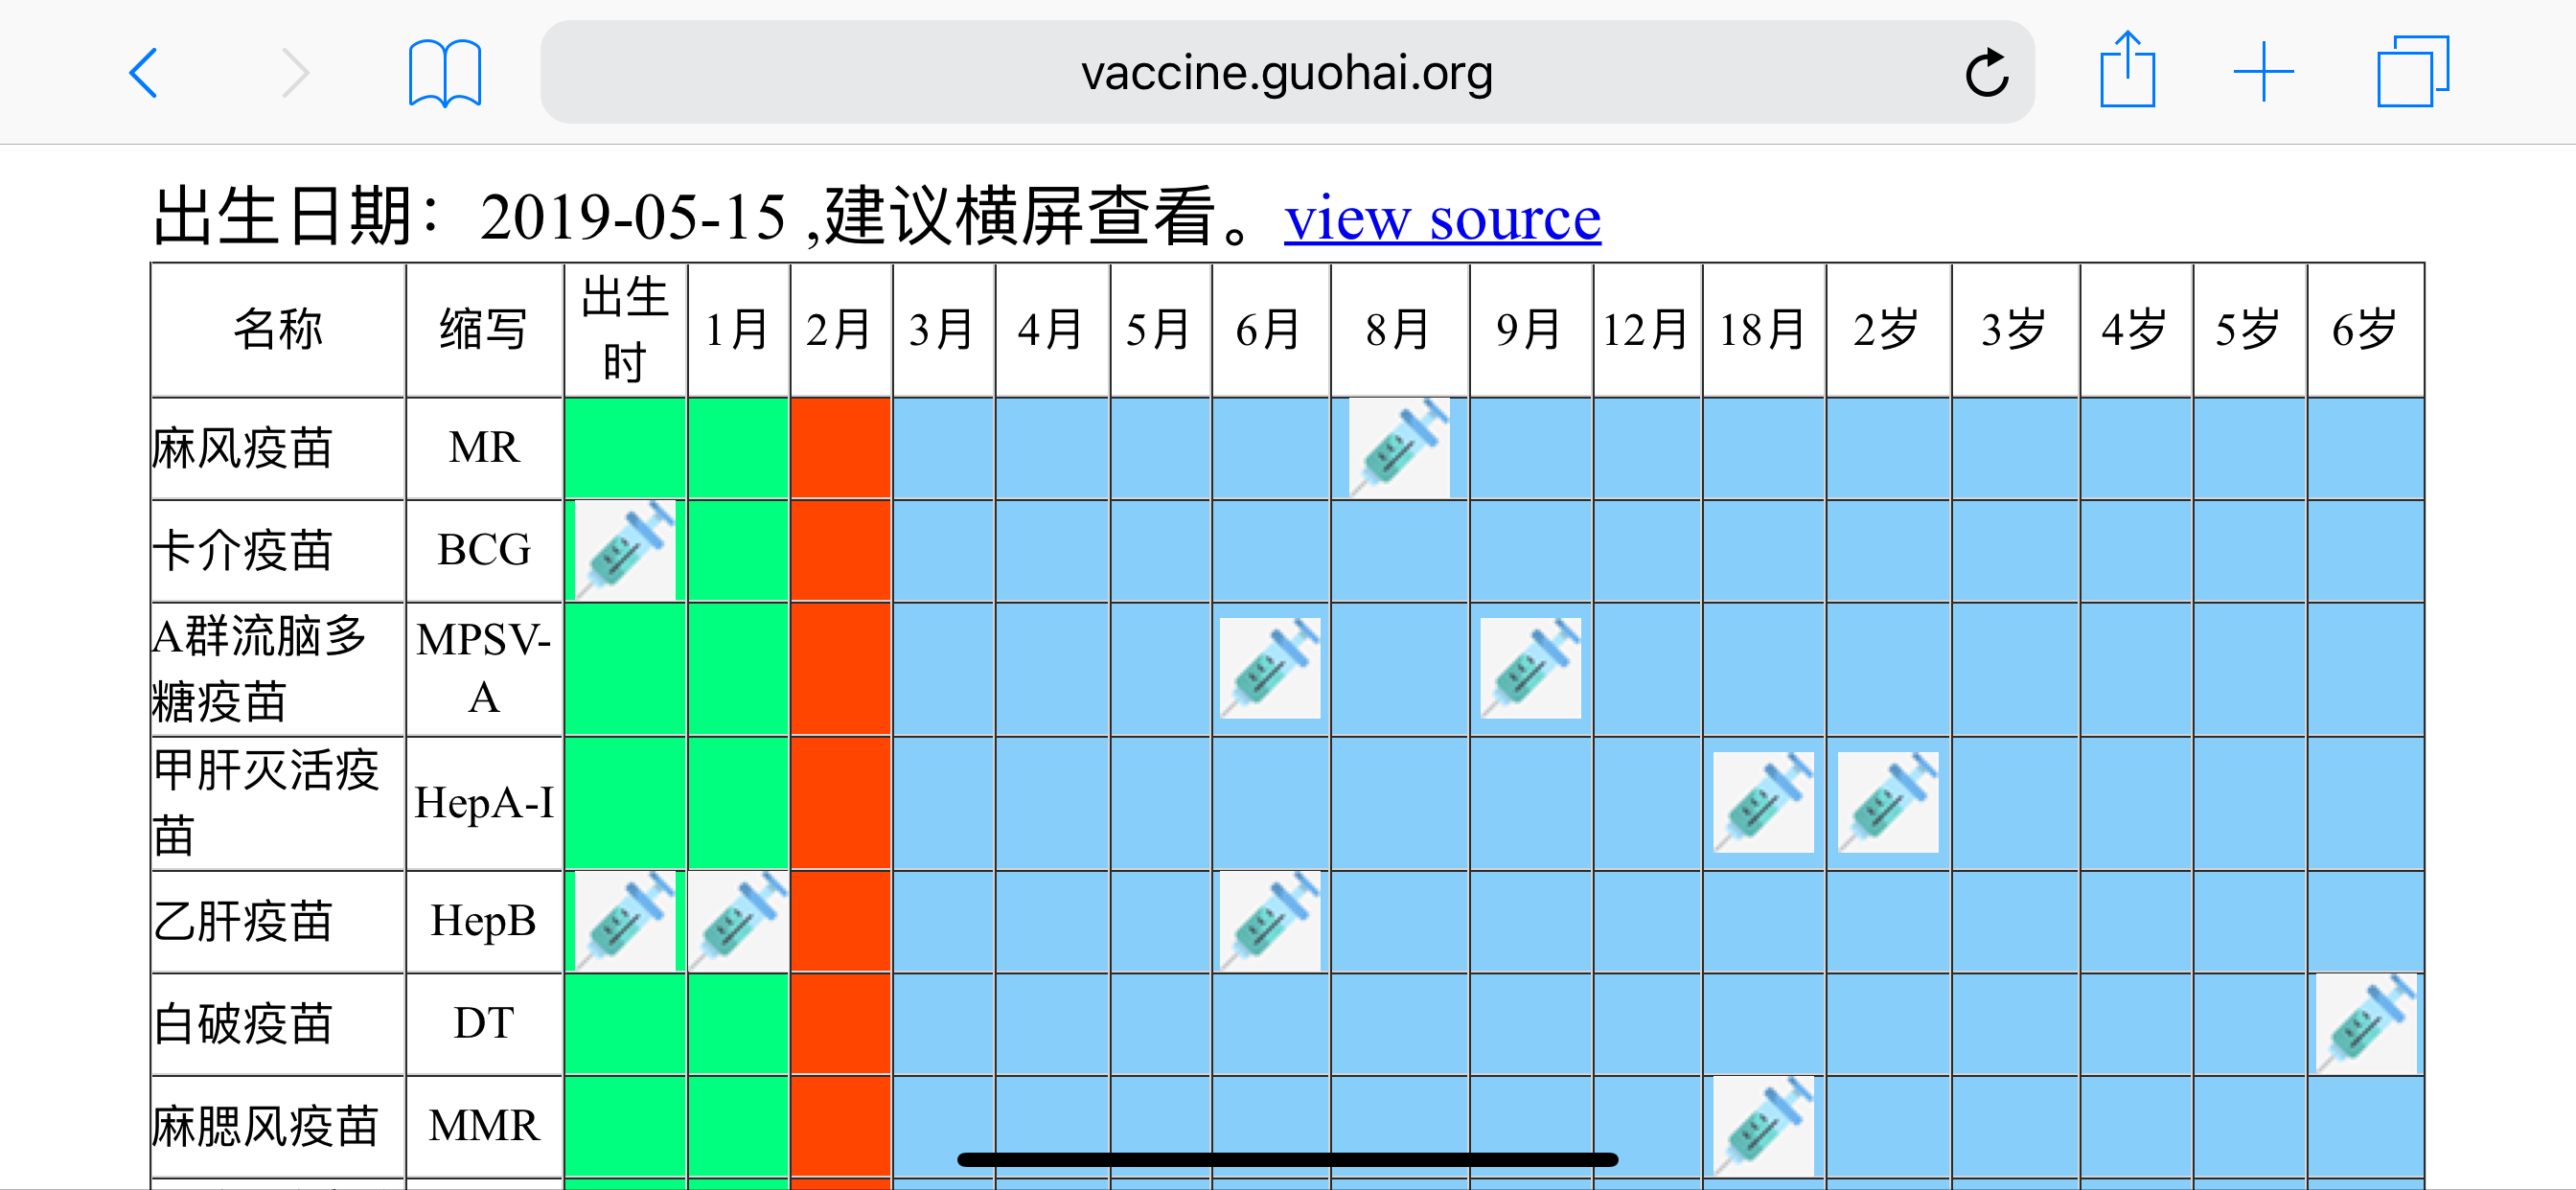 vaccine.guohai.org
出生日期：2019-05-15 ,建议横屏查看。view source
名称 缩写 出生时 1月 2月 3月 4月 5月 6月 8月 9月 12月 18月 2岁 3岁 4岁 5岁 6岁
麻风疫苗 MR
卡介疫苗 BCG
A群流脑多糖疫苗 MPSV-A
甲肝灭活疫苗 HepA-I
乙肝疫苗 HepB
白破疫苗 DT
麻腮风疫苗 MMR